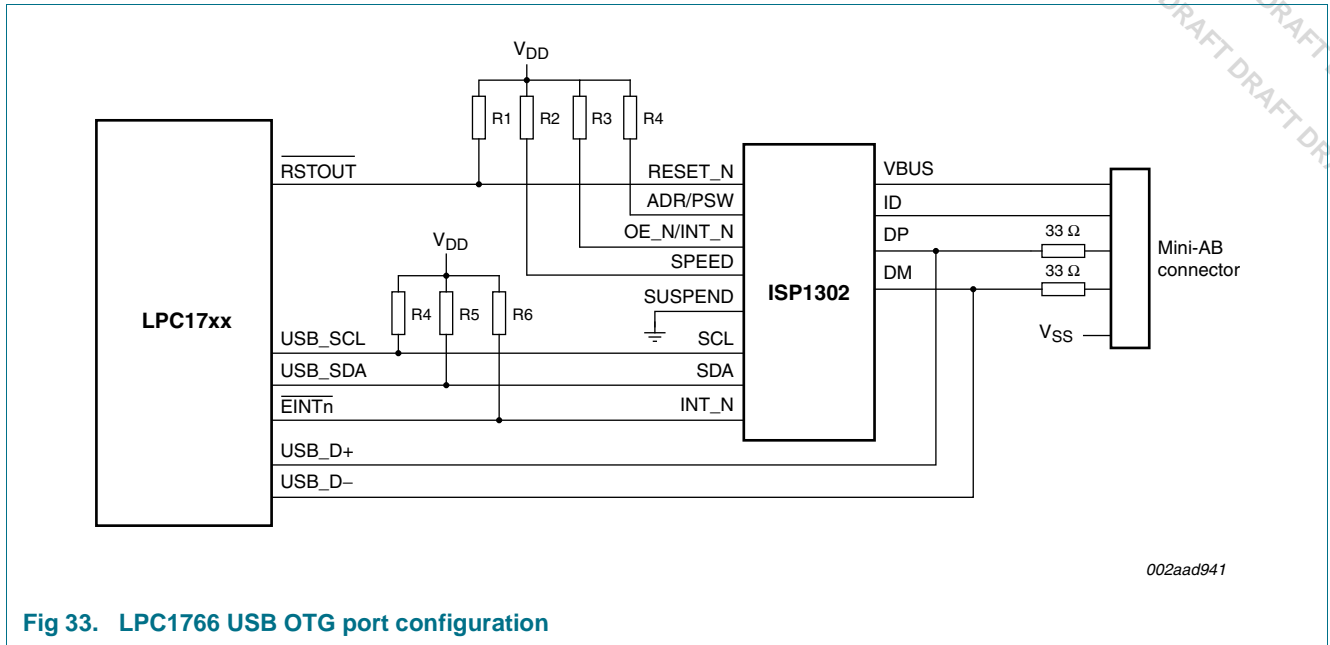 DRAFT DRAFT DRAFT
DRAFT
V_DD
R1 R2 R3 R4
RSTOUT
RESET_N
VBUS
ADR/PSW
ID
OE_N/INT_N
DP
33 Ω
V_DD
SPEED
DM
33 Ω
Mini-AB
connector
SUSPEND
ISP1302
LPC17xx
R4 R5 R6
V_SS
USB_SCL
SCL
USB_SDA
SDA
EINTn
INT_N
USB_D+
USB_D−
002aad941
Fig 33. LPC1766 USB OTG port configuration